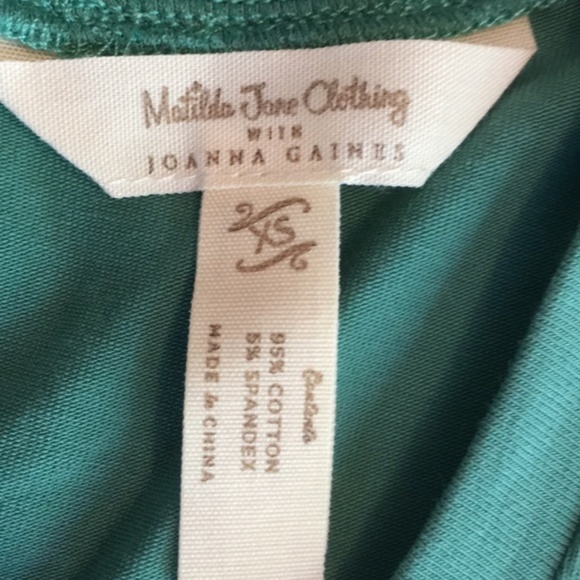 Matilda Jane Clothing
WITH
JOANNA GAINES
XS
Contents
95% COTTON
5% SPANDEX
MADE in CHINA